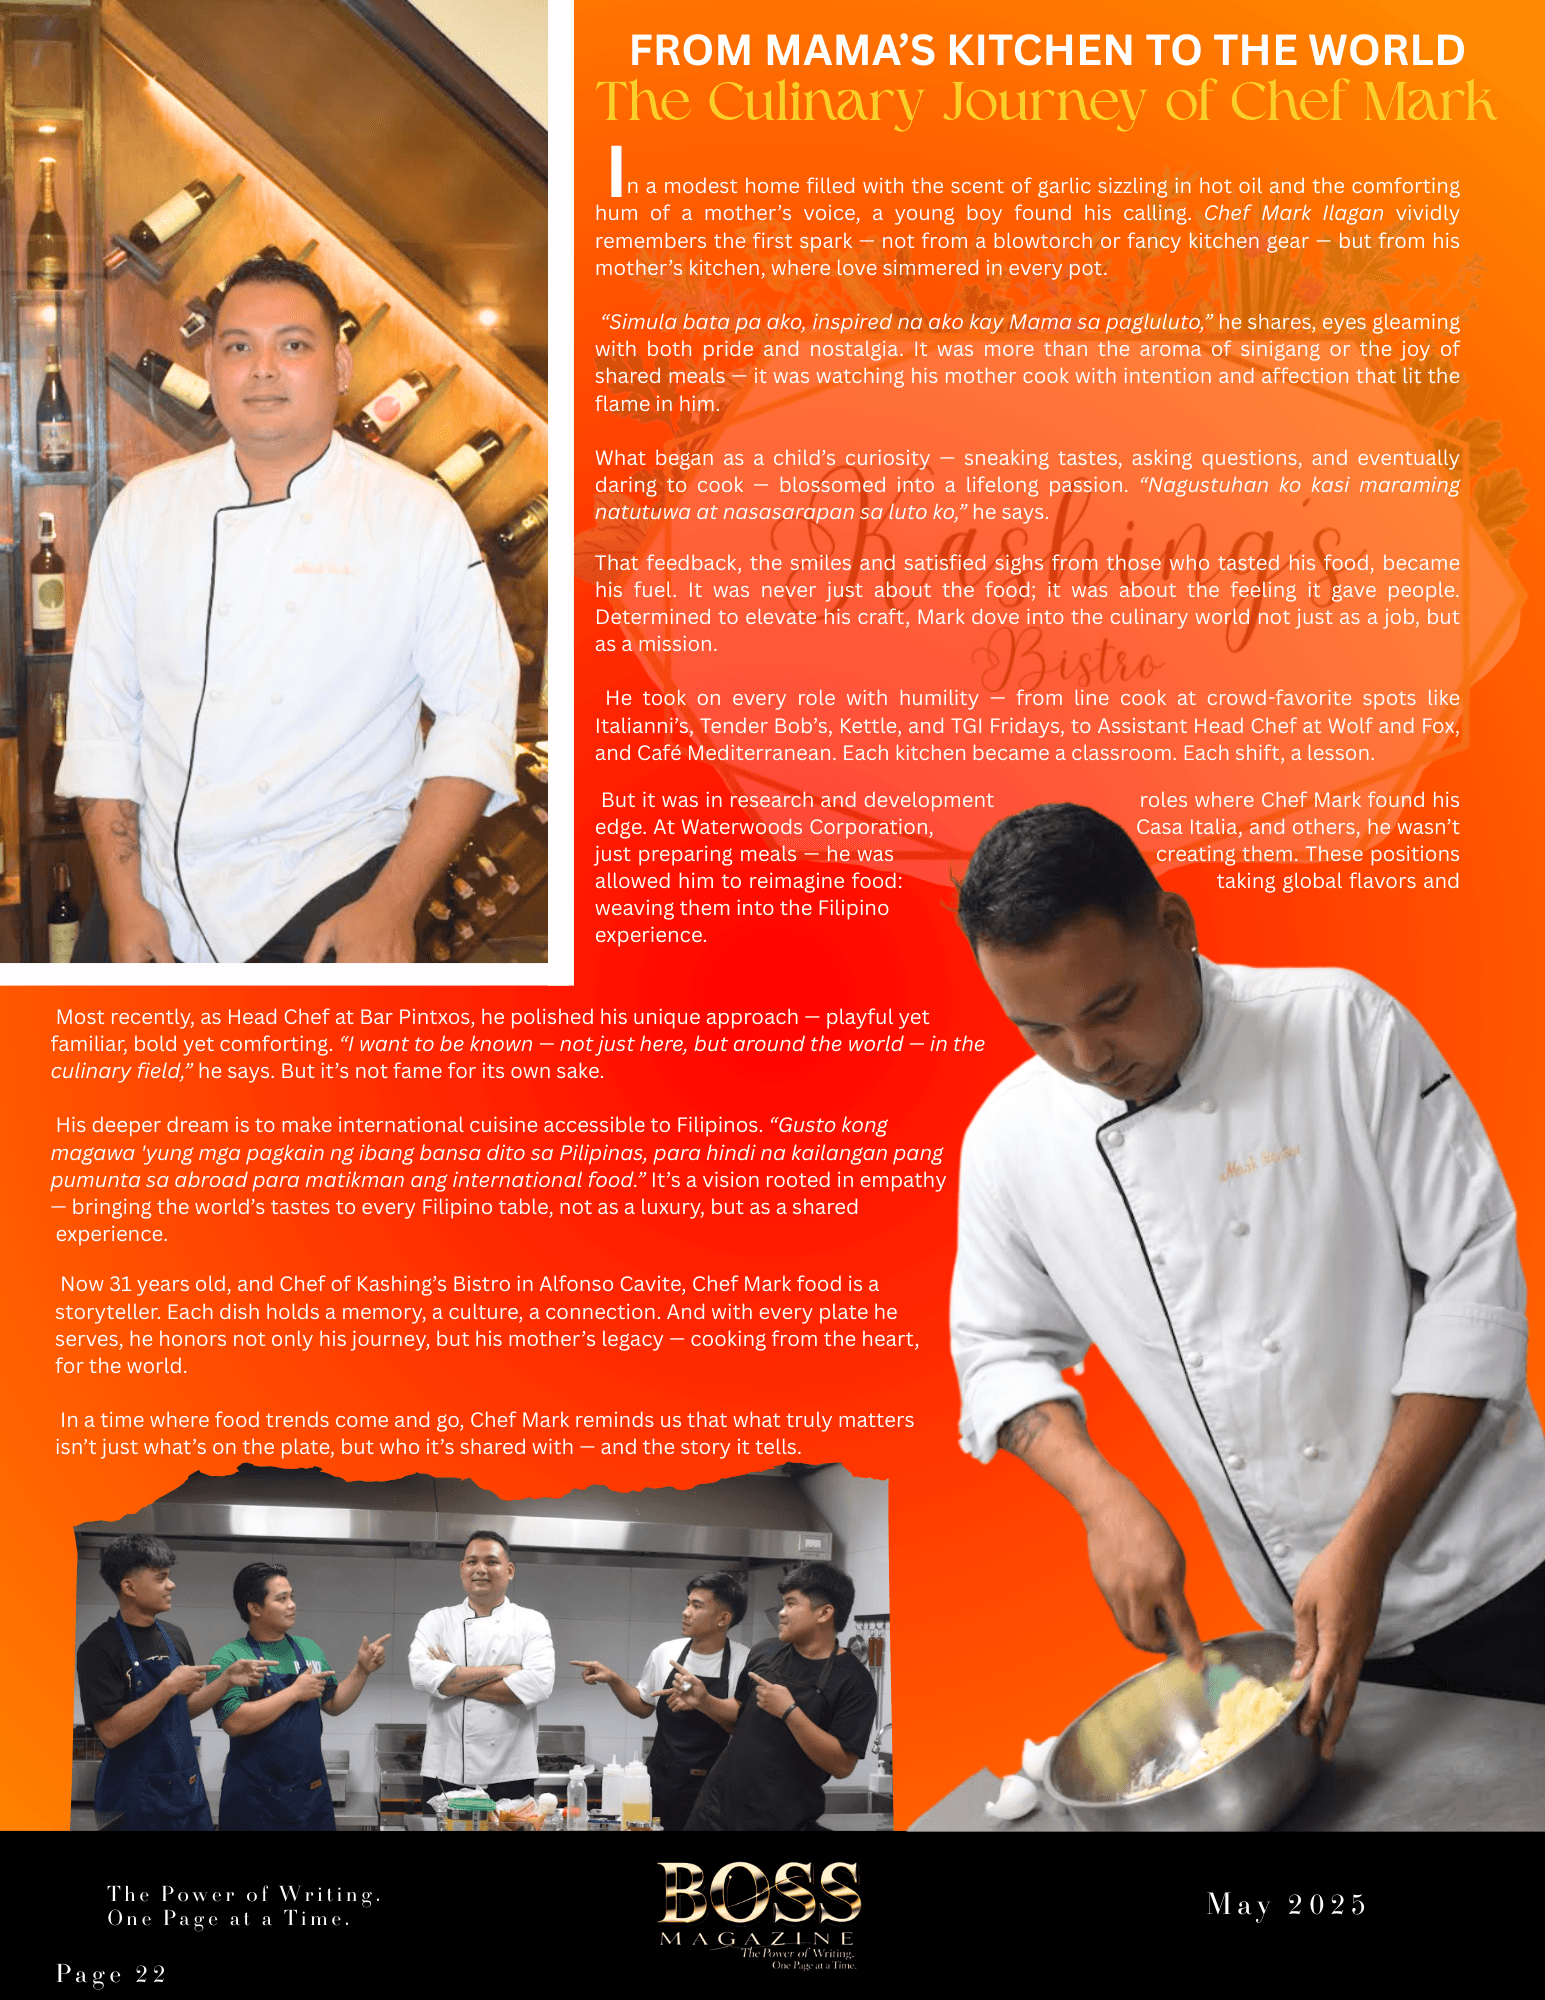 FROM MAMA’S KITCHEN TO THE WORLD
The Culinary Journey of Chef Mark
In a modest home filled with the scent of garlic sizzling in hot oil and the comforting
hum of a mother’s voice, a young boy found his calling. Chef Mark Ilagan vividly
remembers the first spark — not from a blowtorch or fancy kitchen gear — but from his
mother’s kitchen, where love simmered in every pot.
“Simula bata pa ako, inspired na ako kay Mama sa pagluluto,” he shares, eyes gleaming
with both pride and nostalgia. It was more than the aroma of sinigang or the joy of
shared meals — it was watching his mother cook with intention and affection that lit the
flame in him.
What began as a child’s curiosity — sneaking tastes, asking questions, and eventually
daring to cook — blossomed into a lifelong passion. “Nagustuhan ko kasi maraming
natutuwa at nasasarapan sa luto ko,” he says.
That feedback, the smiles and satisfied sighs from those who tasted his food, became
his fuel. It was never just about the food; it was about the feeling it gave people.
Determined to elevate his craft, Mark dove into the culinary world not just as a job, but
as a mission.
He took on every role with humility — from line cook at crowd-favorite spots like
Italianni’s, Tender Bob’s, Kettle, and TGI Fridays, to Assistant Head Chef at Wolf and Fox,
and Café Mediterranean. Each kitchen became a classroom. Each shift, a lesson.
But it was in research and development roles where Chef Mark found his
edge. At Waterwoods Corporation, Casa Italia, and others, he wasn’t
just preparing meals — he was creating them. These positions
allowed him to reimagine food: taking global flavors and
weaving them into the Filipino
experience.
Kashing's
Bistro
Most recently, as Head Chef at Bar Pintxos, he polished his unique approach — playful yet
familiar, bold yet comforting. “I want to be known — not just here, but around the world — in the
culinary field,” he says. But it’s not fame for its own sake.
His deeper dream is to make international cuisine accessible to Filipinos. “Gusto kong
magawa 'yung mga pagkain ng ibang bansa dito sa Pilipinas, para hindi na kailangan pang
pumunta sa abroad para matikman ang international food.” It’s a vision rooted in empathy
— bringing the world’s tastes to every Filipino table, not as a luxury, but as a shared
experience.
Now 31 years old, and Chef of Kashing’s Bistro in Alfonso Cavite, Chef Mark food is a
storyteller. Each dish holds a memory, a culture, a connection. And with every plate he
serves, he honors not only his journey, but his mother’s legacy — cooking from the heart,
for the world.
In a time where food trends come and go, Chef Mark reminds us that what truly matters
isn’t just what’s on the plate, but who it’s shared with — and the story it tells.
The Power of Writing.
One Page at a Time.
Page 22
BOSS
MAGAZINE
The Power of Writing.
One Page at a Time.
May 2025